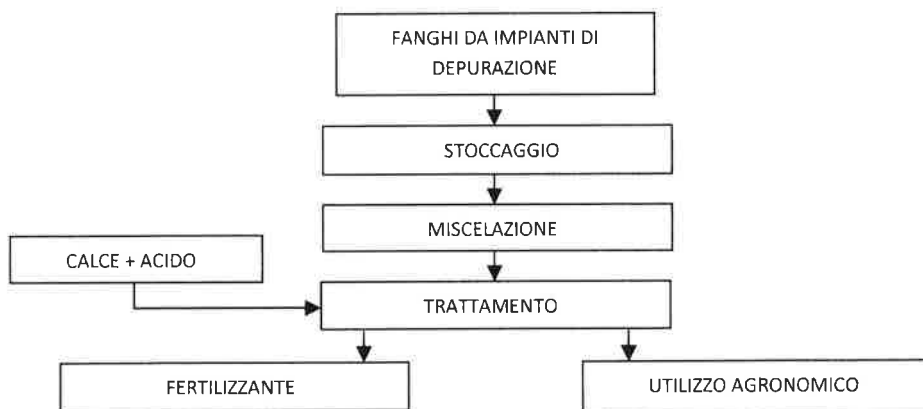 FANGHI DA IMPIANTI DI
DEPURAZIONE
STOCCAGGIO
MISCELAZIONE
CALCE + ACIDO
TRATTAMENTO
FERTILIZZANTE
UTILIZZO AGRONOMICO